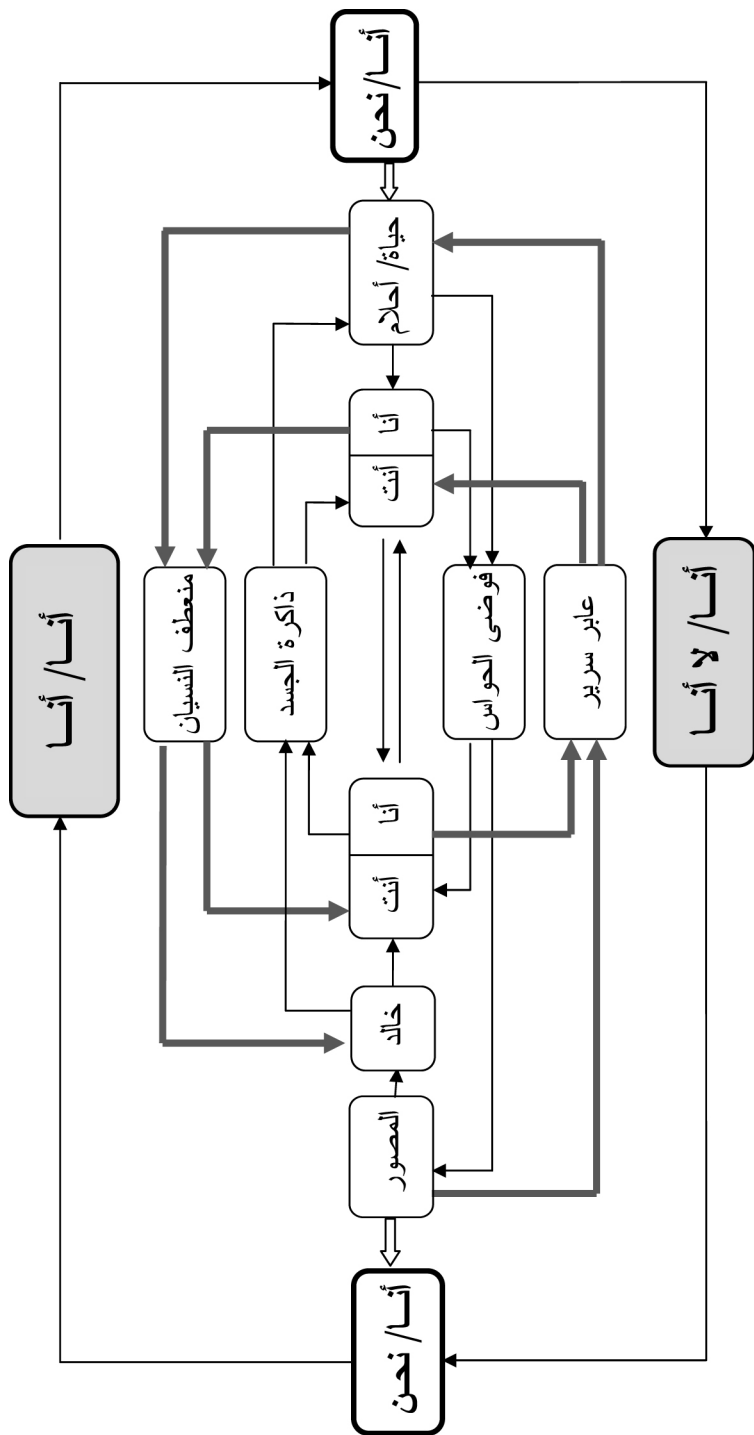 أنـا/ أنـا
منعطف النسيان
ذاكرة الجسد
أنـا/نحن
حياة/ أحلام
أنا
أنت
أنا
أنت
خالد
المصور
أنـا/نحن
فوضى الحواس
عابر سرير
أنـا/ لا أنـا